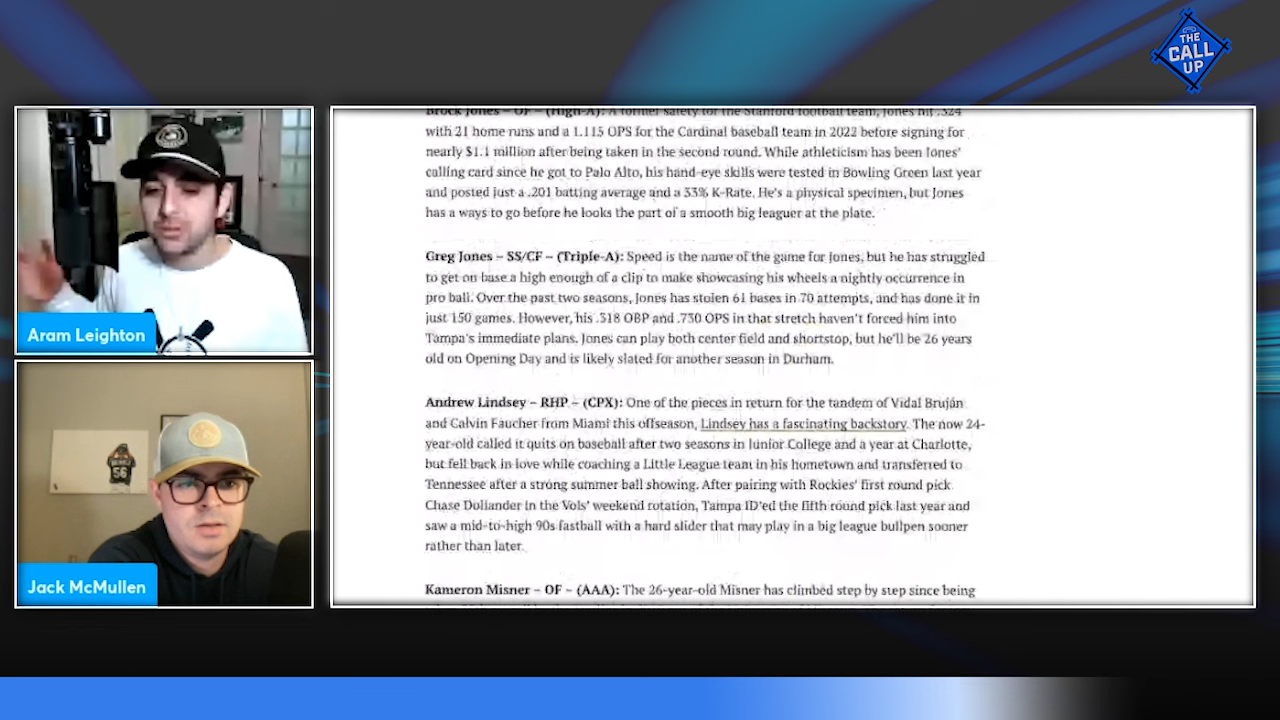 THE
CALL
UP
Aram Leighton
56
Jack McMullen
Brock Jones – OF – (High-A): A former safety for the Stanford football team, Jones hit .324
with 21 home runs and a 1.115 OPS for the Cardinal baseball team in 2022 before signing for
nearly $1.1 million after being taken in the second round. While athleticism has been Jones'
calling card since he got to Palo Alto, his hand-eye skills were tested in Bowling Green last year
and posted just a .201 batting average and a 33% K-Rate. He's a physical specimen, but Jones
has a ways to go before he looks the part of a smooth big leaguer at the plate.
Greg Jones – SS/CF – (Triple-A): Speed is the name of the game for Jones, but he has struggled
to get on base a high enough of a clip to make showcasing his wheels a nightly occurrence in
pro ball. Over the past two seasons, Jones has stolen 61 bases in 70 attempts, and has done it in
just 150 games. However, his .318 OBP and .730 OPS in that stretch haven't forced him into
Tampa's immediate plans. Jones can play both center field and shortstop, but he'll be 26 years
old on Opening Day and is likely slated for another season in Durham.
Andrew Lindsey – RHP – (CPX): One of the pieces in return for the tandem of Vidal Bruján
and Calvin Faucher from Miami this offseason, Lindsey has a fascinating backstory. The now 24-
year-old called it quits on baseball after two seasons in Junior College and a year at Charlotte,
but fell back in love while coaching a Little League team in his hometown and transferred to
Tennessee after a strong summer ball showing. After pairing with Rockies' first round pick
Chase Dollander in the Vols' weekend rotation, Tampa ID'ed the fifth round pick last year and
saw a mid-to-high 90s fastball with a hard slider that may play in a big league bullpen sooner
rather than later.
Kameron Misner – OF – (AAA): The 26-year-old Misner has climbed step by step since being